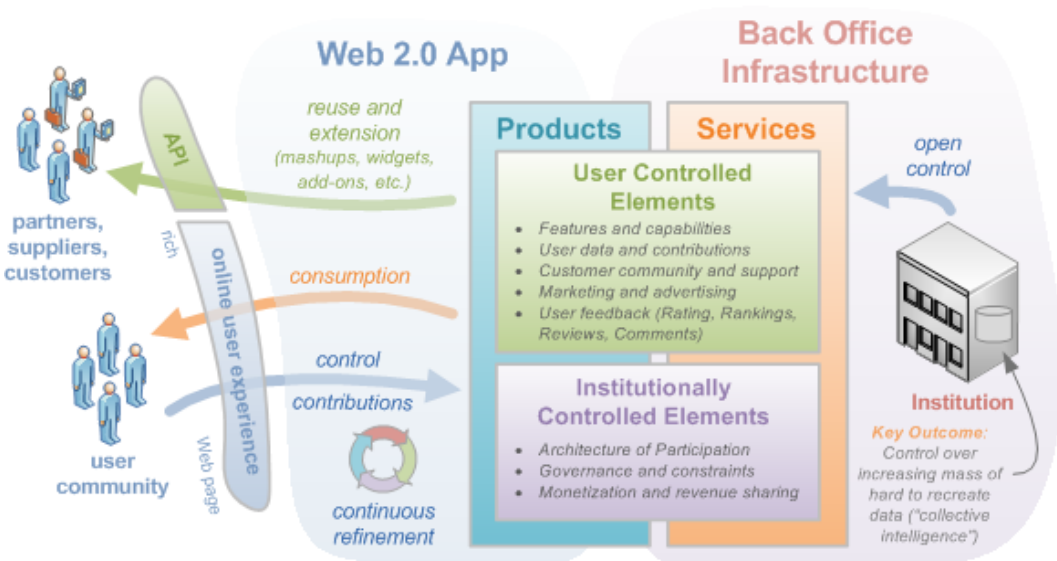 Web 2.0 App
Back Office
Infrastructure
reuse and
extension
(mashups, widgets,
add-ons, etc.)
API
partners,
suppliers,
customers
rich
online user experience
Web page
consumption
control
contributions
user
community
continuous
refinement
Products
Services
User Controlled
Elements
• Features and capabilities
• User data and contributions
• Customer community and support
• Marketing and advertising
• User feedback (Rating, Rankings,
Reviews, Comments)
Institutionally
Controlled Elements
• Architecture of Participation
• Governance and constraints
• Monetization and revenue sharing
open
control
Institution
Key Outcome:
Control over
increasing mass of
hard to recreate
data ("collective
intelligence")